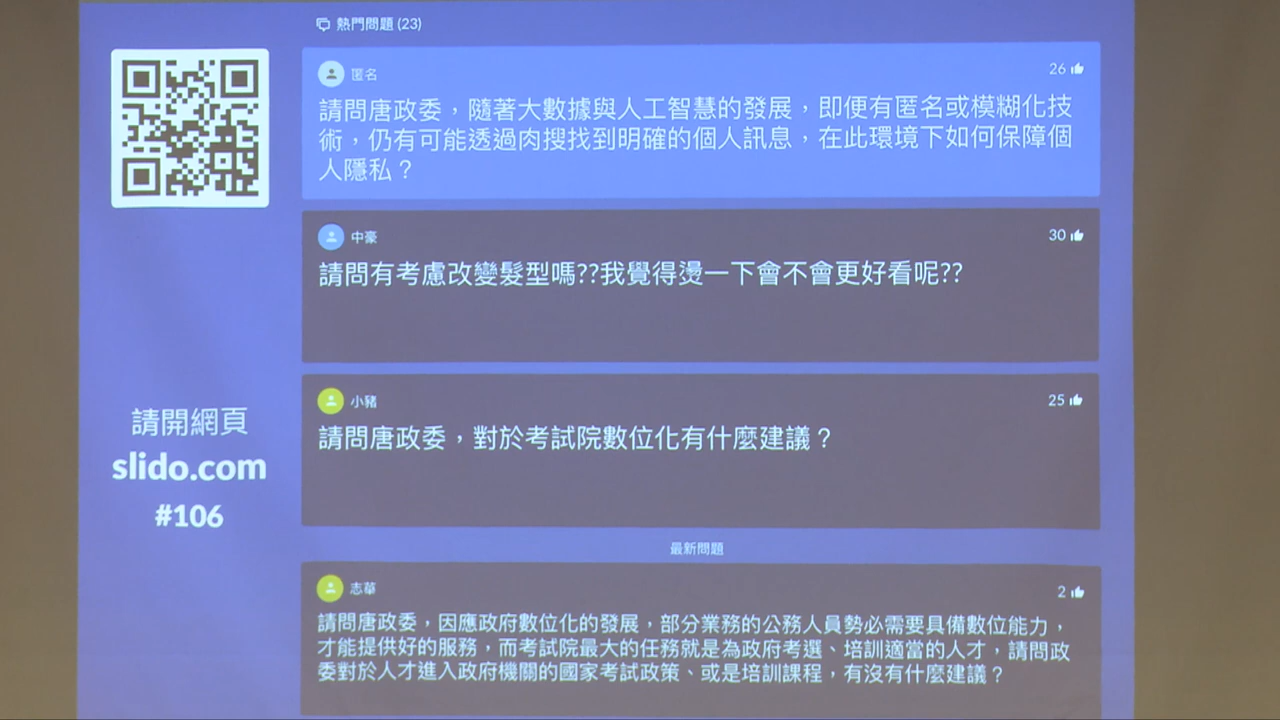 熱門問題 (23)
匿名
26
請問唐政委，隨著大數據與人工智慧的發展，即便有匿名或模糊化技
術，仍有可能透過肉搜找到明確的個人訊息，在此環境下如何保障個
人隱私？
中豪
30
請問有考慮改變髮型嗎??我覺得燙一下會不會更好看呢??
小豬
25
請問唐政委，對於考試院數位化有什麼建議？
請開網頁
slido.com
#106
最新問題
志華
2
請問唐政委，因應政府數位化的發展，部分業務的公務人員勢必需要具備數位能力，
才能提供好的服務，而考試院最大的任務就是為政府考選、培訓適當的人才，請問政
委對於人才進入政府機關的國家考試政策、或是培訓課程，有沒有什麼建議？